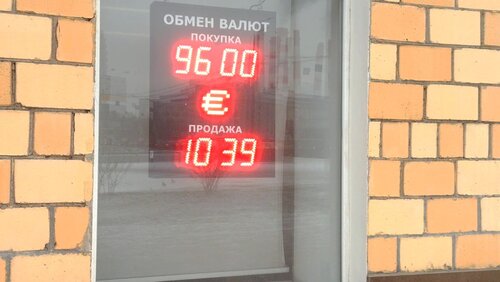 ОБМЕН ВАЛЮТ
ПОКУПКА
96 00
€
ПРОДАЖА
10 39